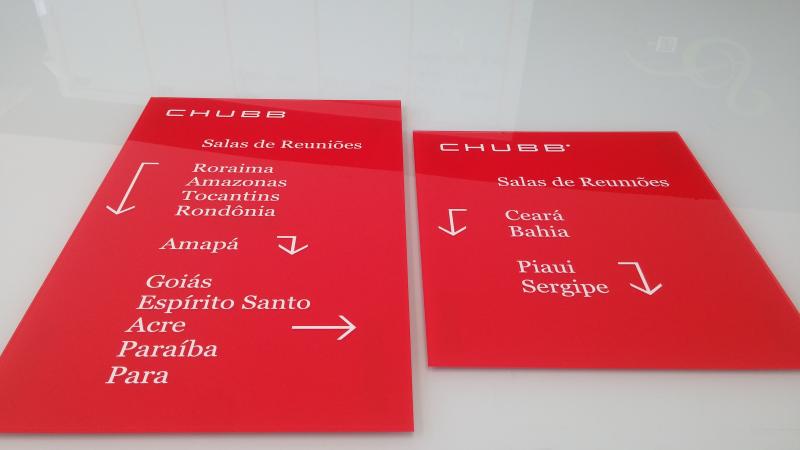 CHUBB
Salas de Reuniões
Roraima
Amazonas
Tocantins
Rondônia
Amapá
Goiás
Espírito Santo
Acre
Paraíba
Para
CHUBB
Salas de Reuniões
Ceará
Bahia
Piaui
Sergipe